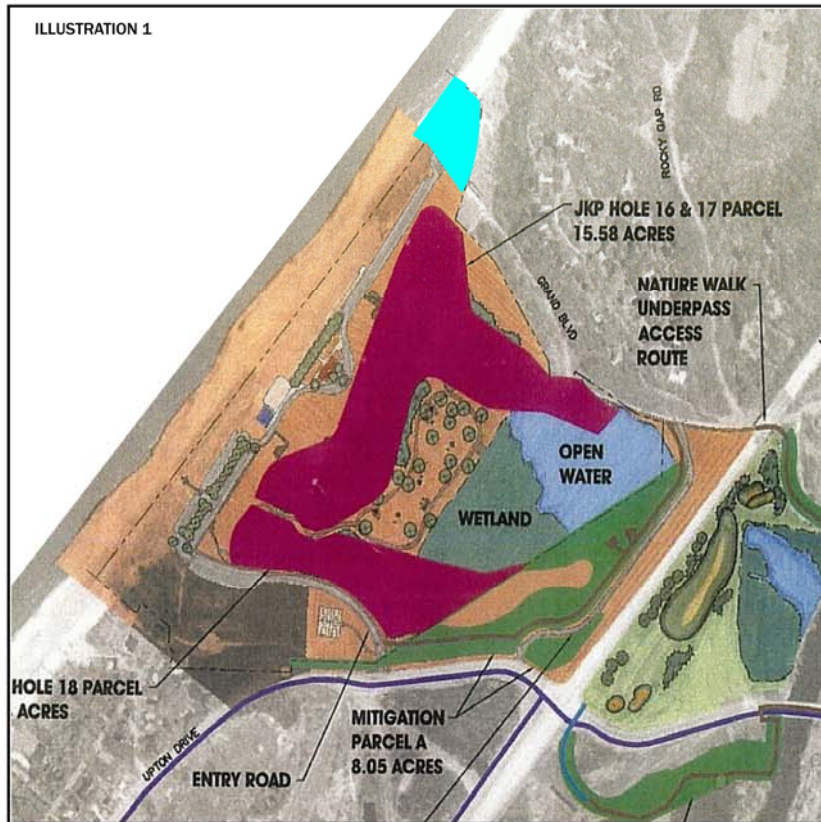 ILLUSTRATION 1
ROCKY GAP RD
JKP HOLE 16 & 17 PARCEL
15.58 ACRES
GRAND BLVD
NATURE WALK
UNDERPASS
ACCESS
ROUTE
OPEN
WATER
WETLAND
HOLE 18 PARCEL
ACRES
MITIGATION
PARCEL A
8.05 ACRES
UPTON DRIVE
ENTRY ROAD